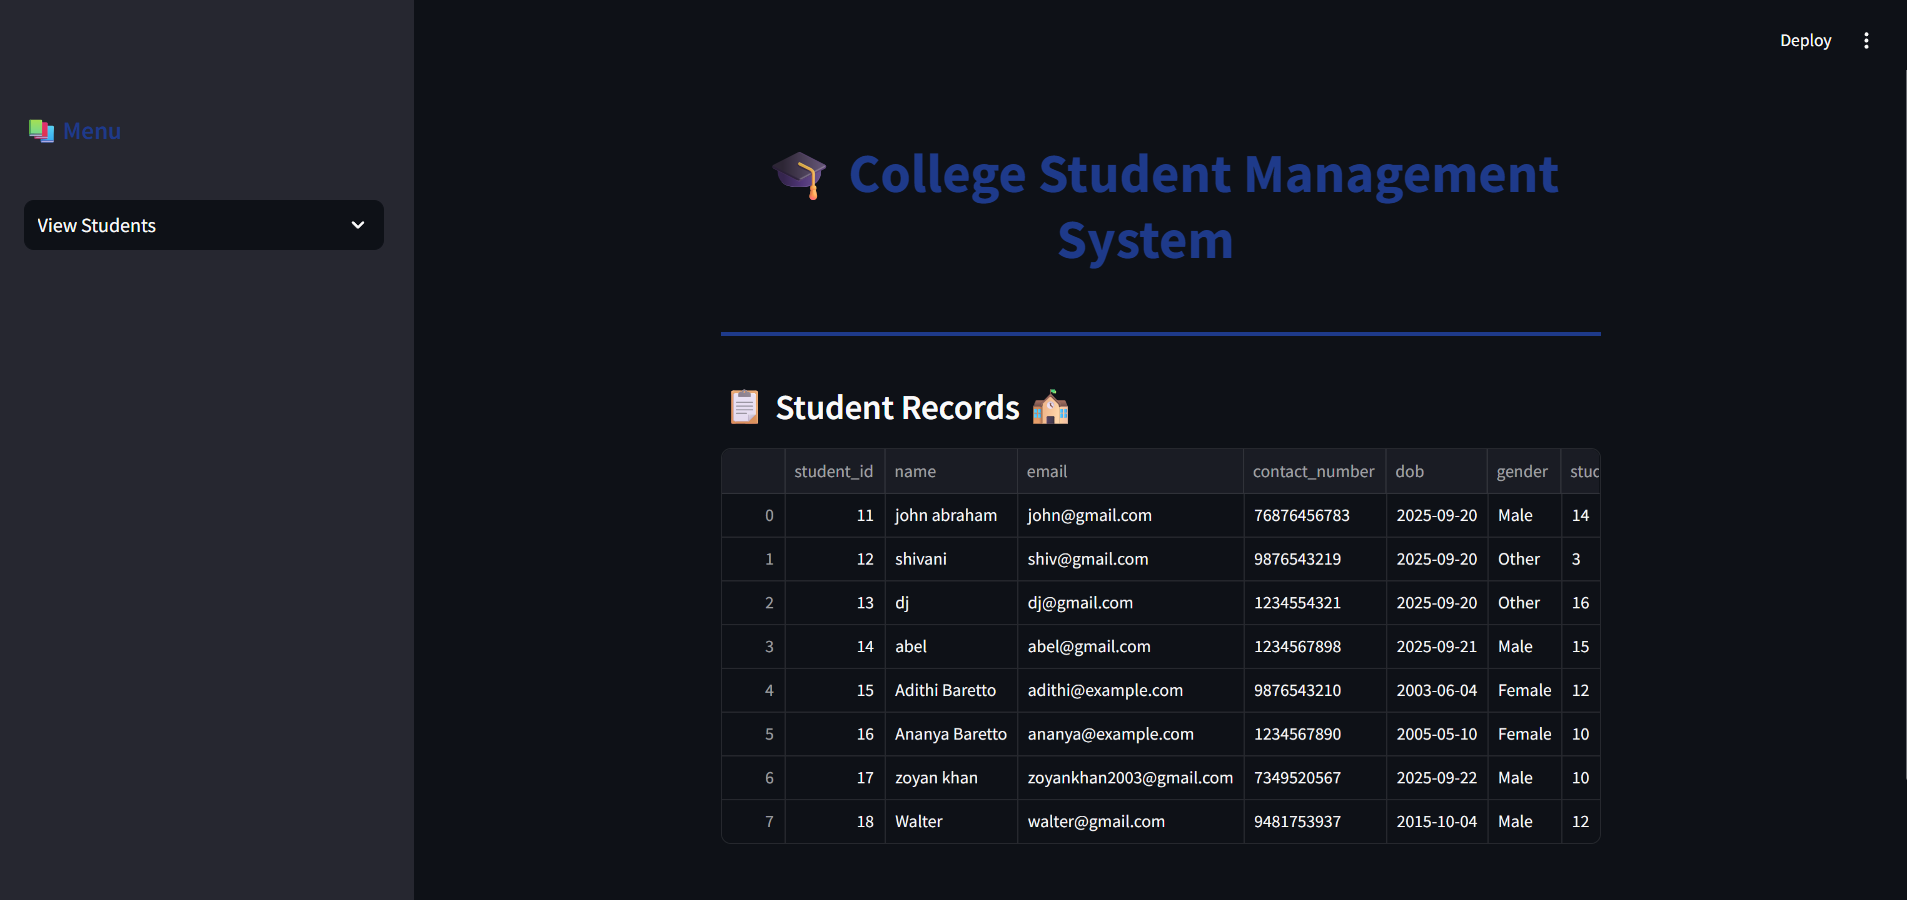 Deploy
Menu
View Students
College Student Management
System
Student Records
student_id name email contact_number dob gender stuc
0 11 john abraham john@gmail.com 76876456783 2025-09-20 Male 14
1 12 shivani shiv@gmail.com 9876543219 2025-09-20 Other 3
2 13 dj dj@gmail.com 1234554321 2025-09-20 Other 16
3 14 abel abel@gmail.com 1234567898 2025-09-21 Male 15
4 15 Adithi Baretto adithi@example.com 9876543210 2003-06-04 Female 12
5 16 Ananya Baretto ananya@example.com 1234567890 2005-05-10 Female 10
6 17 zoyan khan zoyankhan2003@gmail.com 7349520567 2025-09-22 Male 10
7 18 Walter walter@gmail.com 9481753937 2015-10-04 Male 12